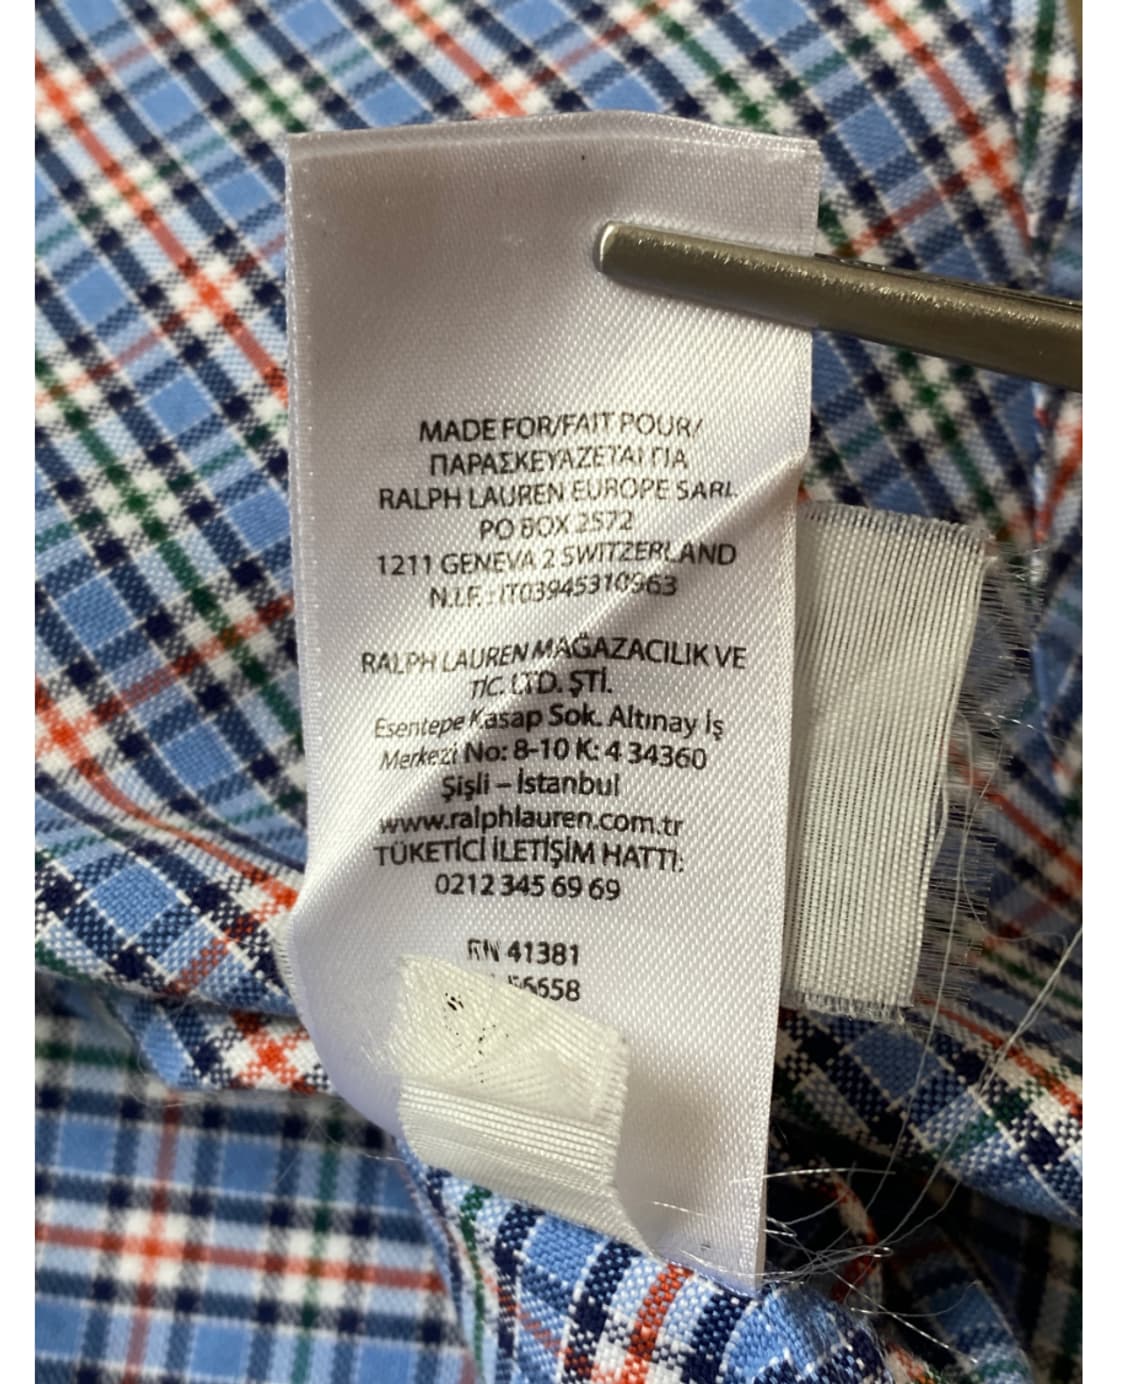 MADE FOR/FAIT POUR/
ΠΑΡΑΣΚΕΥΑΖΕΤΑΙ ΓΙΑ
RALPH LAUREN EUROPE SARL
PO BOX 2572
1211 GENEVA 2 SWITZERLAND
N.I.F. : IT03945310963
RALPH LAUREN MAĞAZACILIK VE
TİC. LTD. ŞTİ.
Esentepe Kasap Sok. Altınay İş
Merkezi No: 8-10 K: 4 34360
Şişli – İstanbul
www.ralphlauren.com.tr
TÜKETİCİ İLETİŞİM HATTI:
0212 345 69 69
RN 41381